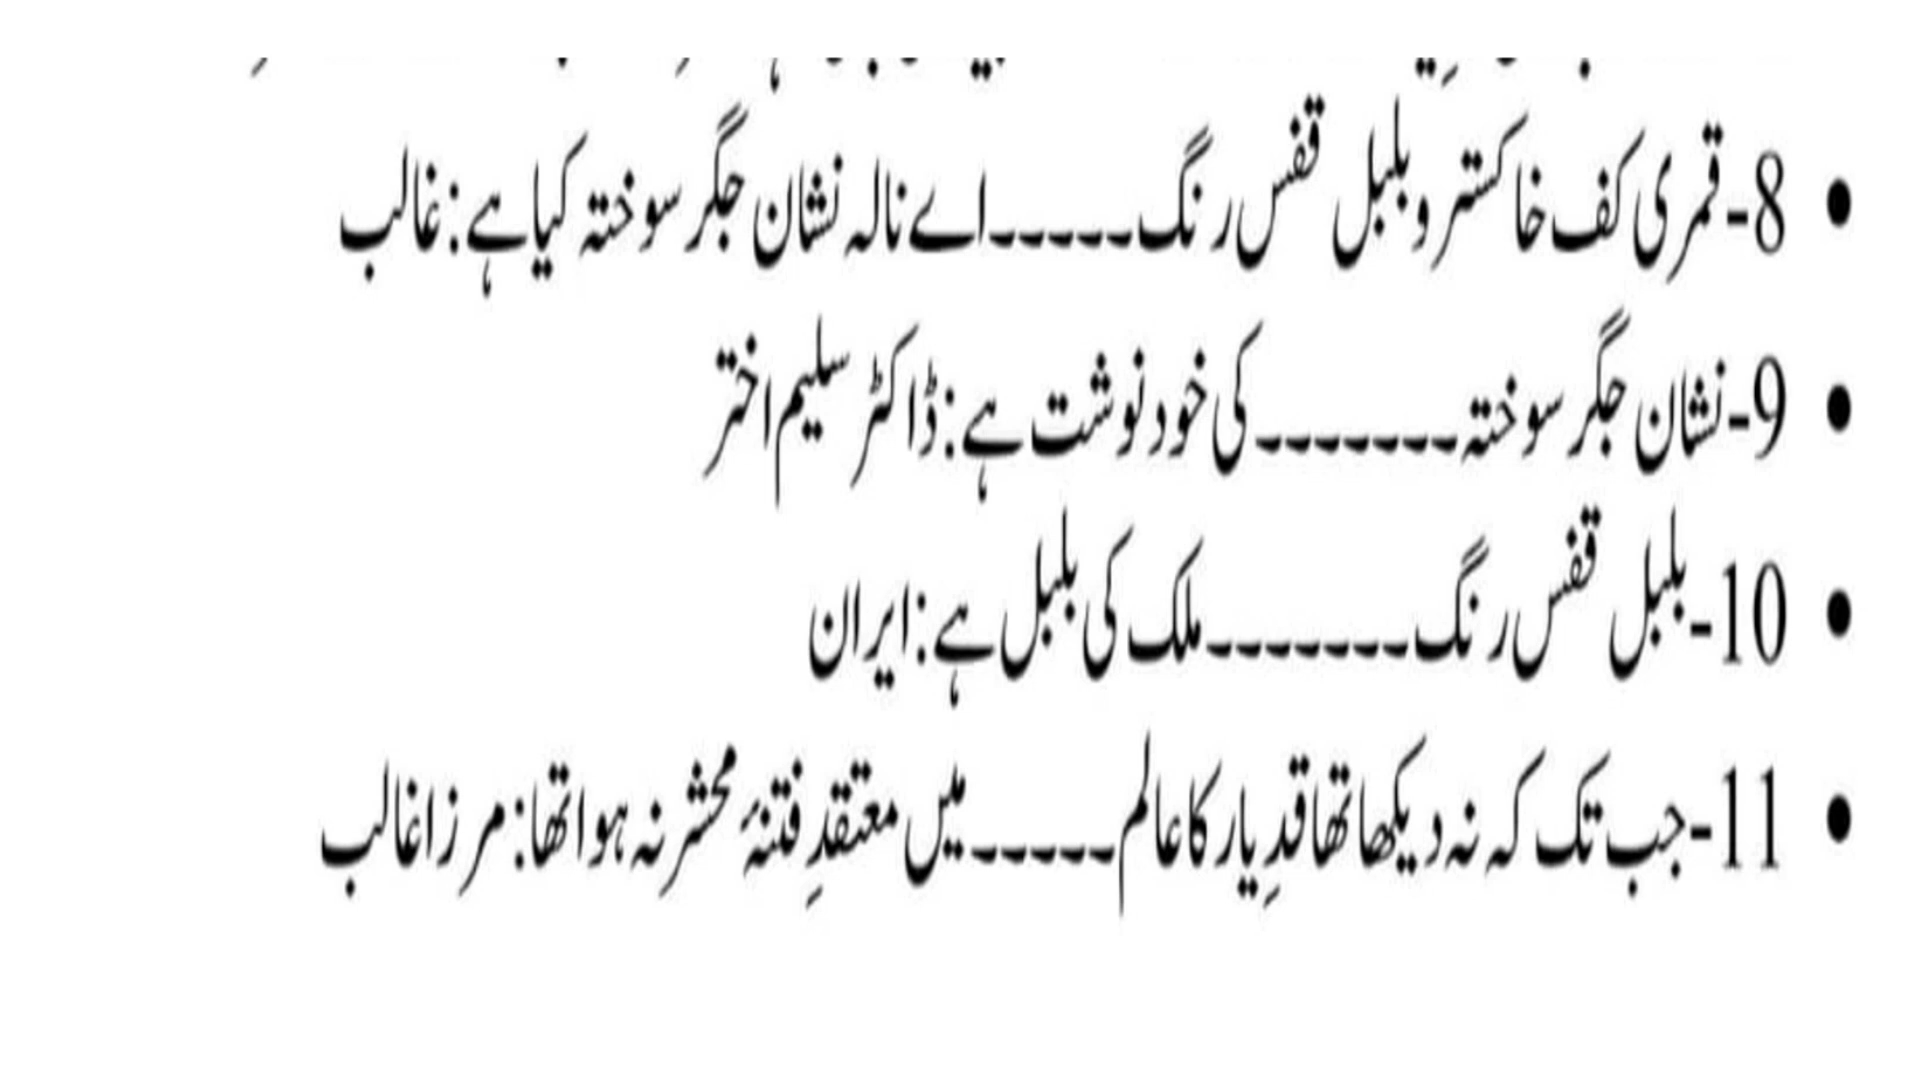 • 8-قمری کف خاکستر و بلبل قفس رنگ-----اے نالہ نشان جگر سوختہ کیا ہے:غالب
• 9-نشان جگر سوختہ-------کی خود نوشت ہے:ڈاکٹر سلیم اختر
• 10-بلبل قفس رنگ-------ملک کی بلبل ہے:ایران
• 11-جب تک کہ نہ دیکھا تھا قدِ یار کا عالم-----میں معتقدِ فتنۂ محشر نہ ہوا تھا:مرزا غالب